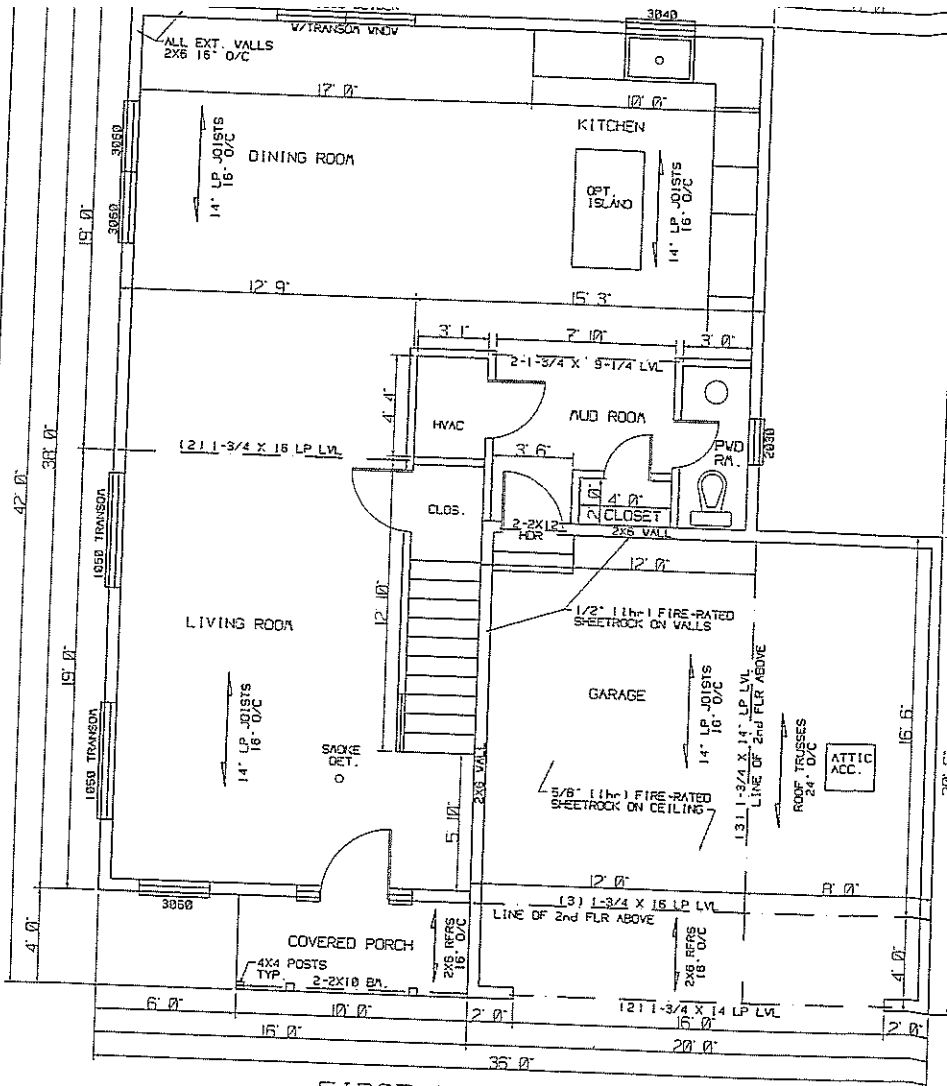 3040
W/TRANSOM WNDW
ALL EXT. WALLS
2X6 16" O/C
17' 0"
10' 0"
KITCHEN
DINING ROOM
14" LP JOISTS
16" O/C
3060
3060
OPT.
ISLAND
14" LP JOISTS
16" O/C
19' 0"
12' 9"
15' 3"
3' 1"
7' 10"
3' 0"
2-1-3/4 X 9-1/4 LVL
4' 4"
HVAC
MUD ROOM
PWD
RM.
2030
3' 6"
(2) 1-3/4 X 16 LP LVL
38' 0"
42' 0"
CLOS.
2' 0"
4' 0"
CLOSET
2-2X12
HDR
2X6 WALL
12' 0"
1050 TRANSOM
12' 10"
1/2" (1hr) FIRE-RATED
SHEETROCK ON WALLS
LIVING ROOM
19' 0"
14" LP JOISTS
16" O/C
GARAGE
14" LP JOISTS
16" O/C
(3) 1-3/4 X 14" LP LVL
LINE OF 2nd FLR ABOVE
16' 6"
ROOF TRUSSES
24" O/C
ATTIC
ACC.
SMOKE
DET.
1050 TRANSOM
2X6 WALL
5' 10"
5/8" (1hr) FIRE-RATED
SHEETROCK ON CEILING
12' 0"
8' 0"
3060
(3) 1-3/4 X 16 LP LVL
LINE OF 2nd FLR ABOVE
COVERED PORCH
2X6 RFRS
16" O/C
2X6 RFRS
16" O/C
4' 0"
4' 0"
4X4 POSTS
TYP.
2-2X10 BM.
(2) 1-3/4 X 14 LP LVL
6' 0"
10' 0"
2' 0"
16' 0"
2' 0"
16' 0"
20' 0"
36' 0"